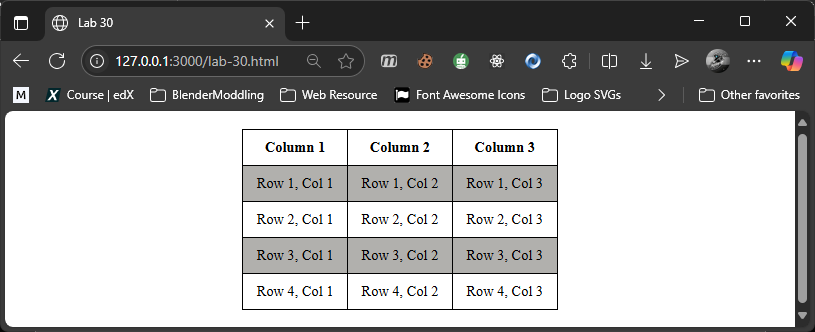 Lab 30
127.0.0.1:3000/lab-30.html
M X Course | edX BlenderModdling Web Resource Font Awesome Icons Logo SVGs Other favorites
Column 1 Column 2 Column 3
Row 1, Col 1 Row 1, Col 2 Row 1, Col 3
Row 2, Col 1 Row 2, Col 2 Row 2, Col 3
Row 3, Col 1 Row 3, Col 2 Row 3, Col 3
Row 4, Col 1 Row 4, Col 2 Row 4, Col 3